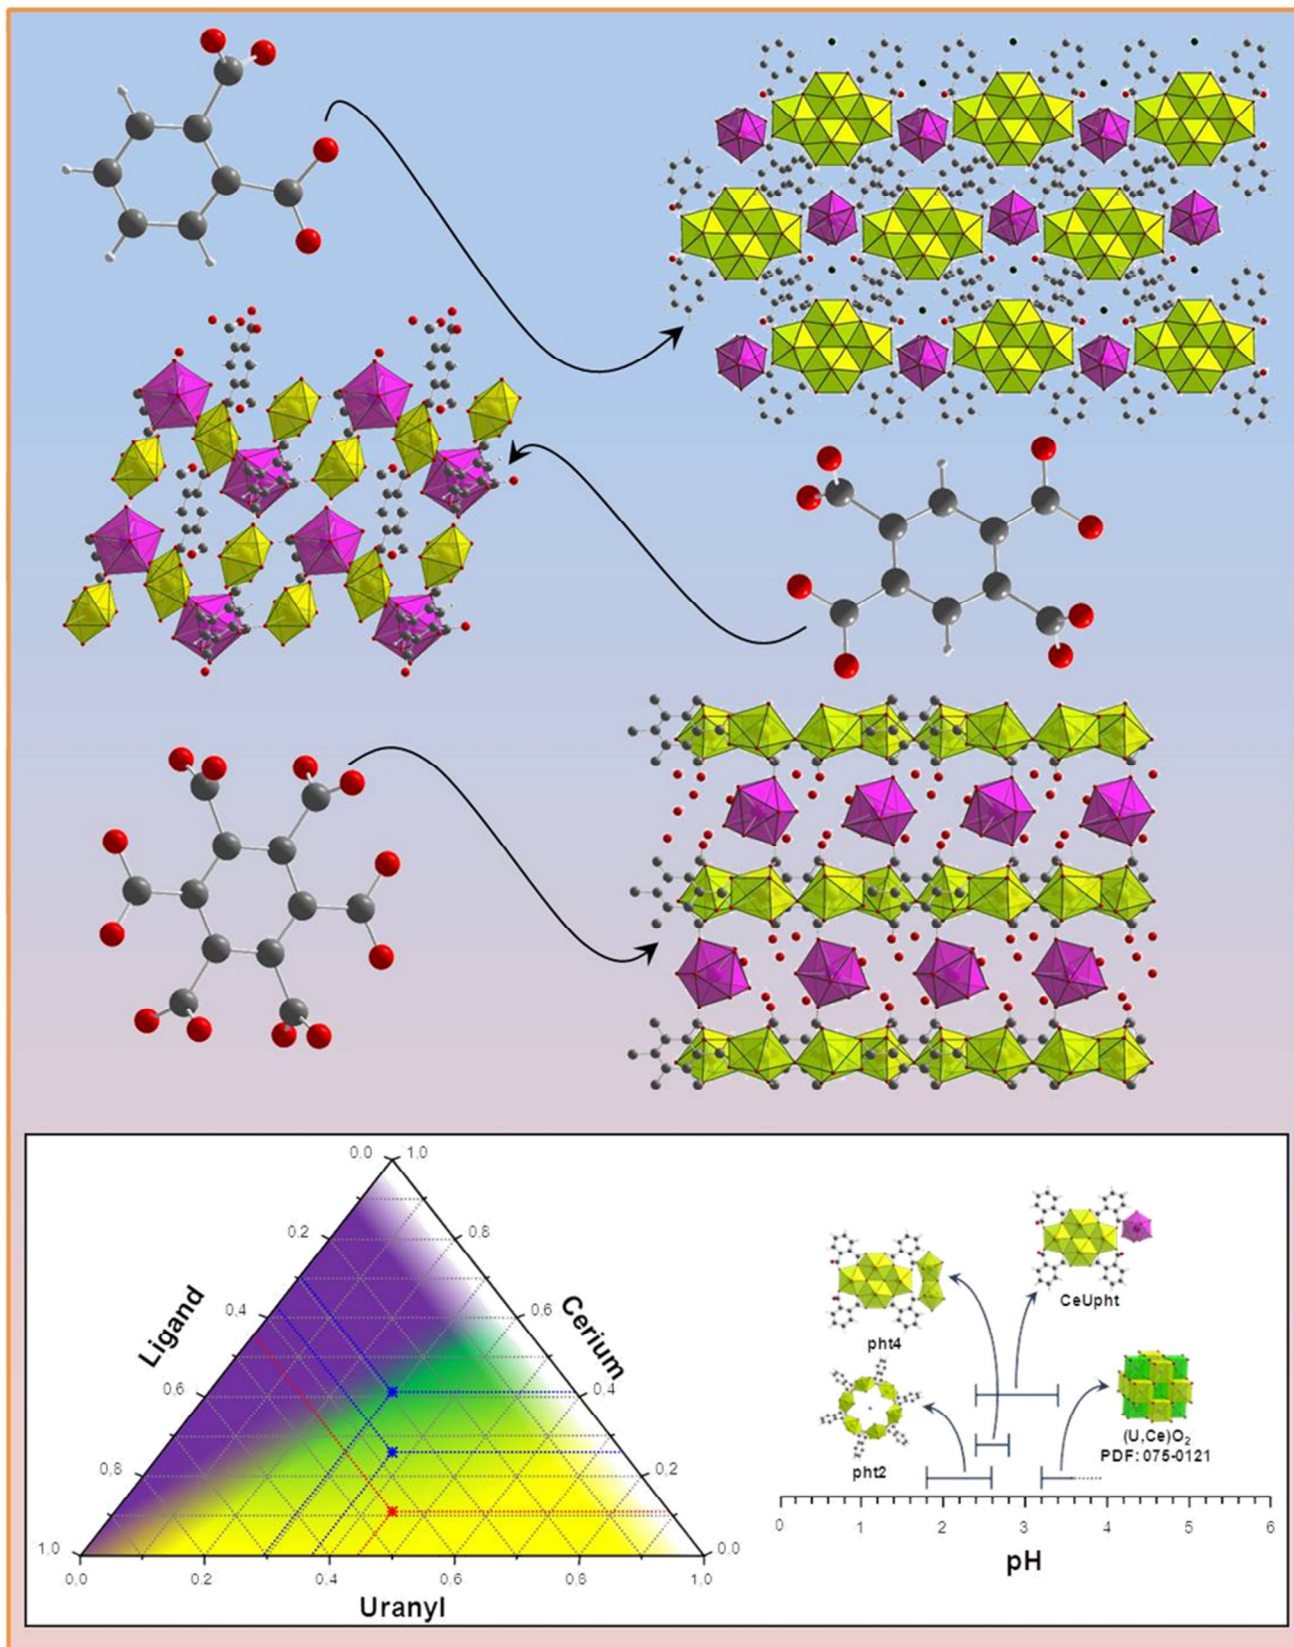 0.0 1,0
0.2 0.8
Ligand
0.4 0.6
Cerium
0,6 0.4
0,8 0,2
1,0 0.0
0,0 0.2 0.4 0.6 0.8 1,0
Uranyl
CeUpht
pht4
pht2
(U,Ce)O₂
PDF: 075-0121
0 1 2 3 4 5 6
pH